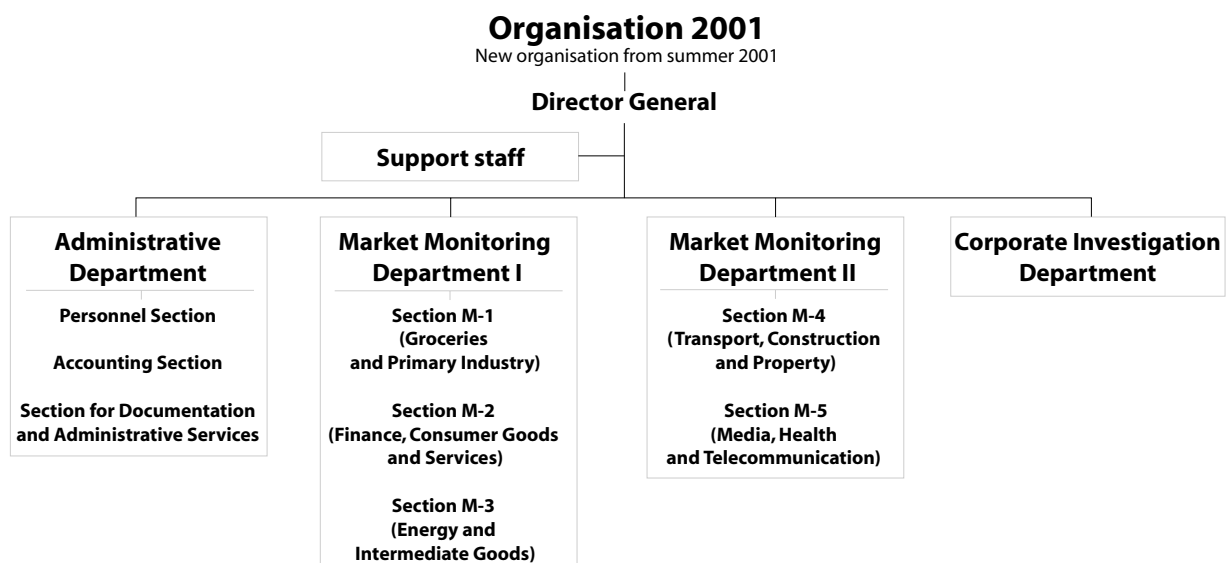 Organisation 2001
New organisation from summer 2001
Director General
Support staff
Administrative
Department
Personnel Section
Accounting Section
Section for Documentation
and Administrative Services
Market Monitoring
Department I
Section M-1
(Groceries
and Primary Industry)
Section M-2
(Finance, Consumer Goods
and Services)
Section M-3
(Energy and
Intermediate Goods)
Market Monitoring
Department II
Section M-4
(Transport, Construction
and Property)
Section M-5
(Media, Health
and Telecommunication)
Corporate Investigation
Department